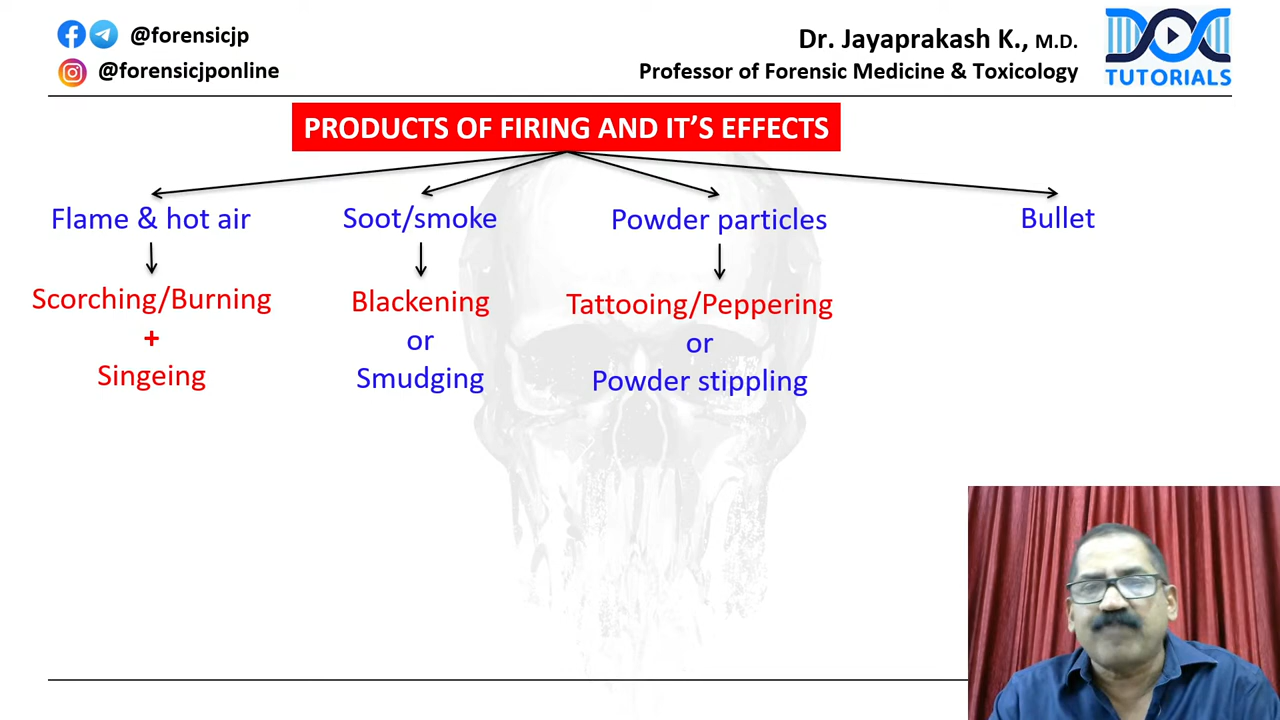 @forensicjp
@forensicjponline
Dr. Jayaprakash K., M.D.
Professor of Forensic Medicine & Toxicology
TUTORIALS
PRODUCTS OF FIRING AND IT’S EFFECTS
Flame & hot air
Soot/smoke
Powder particles
Bullet
Scorching/Burning
+
Singeing
Blackening
or
Smudging
Tattooing/Peppering
or
Powder stippling